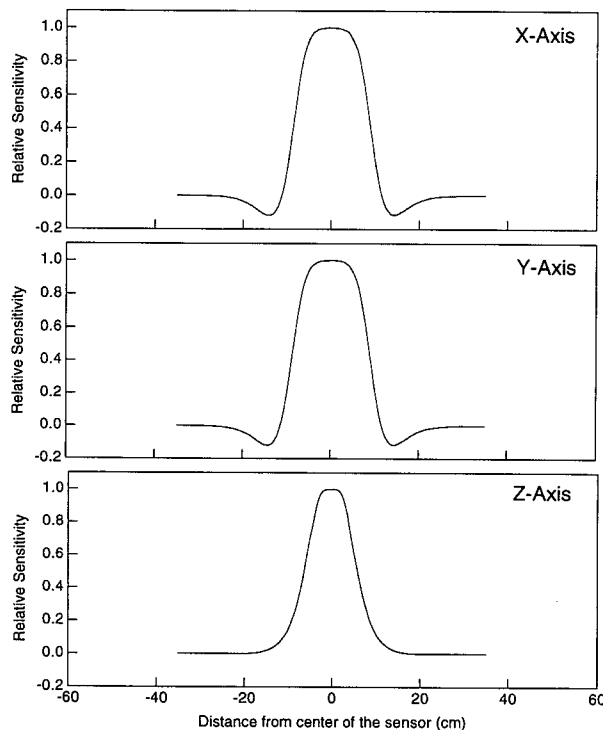 X-Axis
Relative Sensitivity
1.0
0.8
0.6
0.4
0.2
0.0
-0.2
Y-Axis
Relative Sensitivity
1.0
0.8
0.6
0.4
0.2
0.0
-0.2
Z-Axis
Relative Sensitivity
1.0
0.8
0.6
0.4
0.2
0.0
-0.2
-60 -40 -20 0 20 40 60
Distance from center of the sensor (cm)